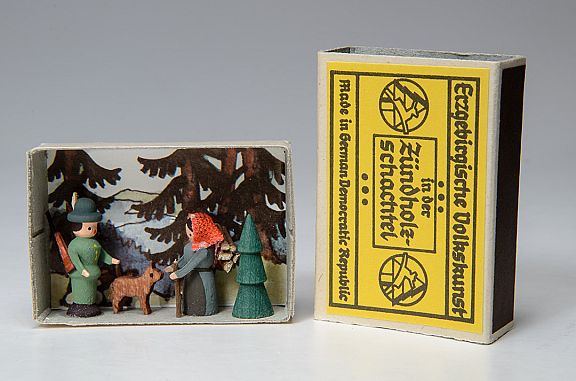 Erzgebirgische Volkskunst
in der
Zündholz-
schachtel
Made in German Democratic Republic